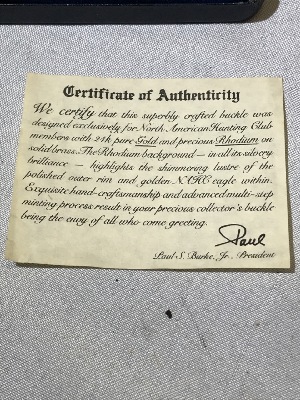 Certificate of Authenticity
We certify that this superbly crafted buckle was
designed exclusively for North American Hunting Club
members with 24k pure Gold and precious Rhodium on
solid brass. The Rhodium background — in all its silvery
brilliance — highlights the shimmering lustre of the
polished outer rim and golden NAHC eagle within.
Exquisite hand-craftsmanship and advanced multi-step
minting process result in your precious collector's buckle
being the envy of all who come greeting.
Paul
Paul S. Burke, Jr., President